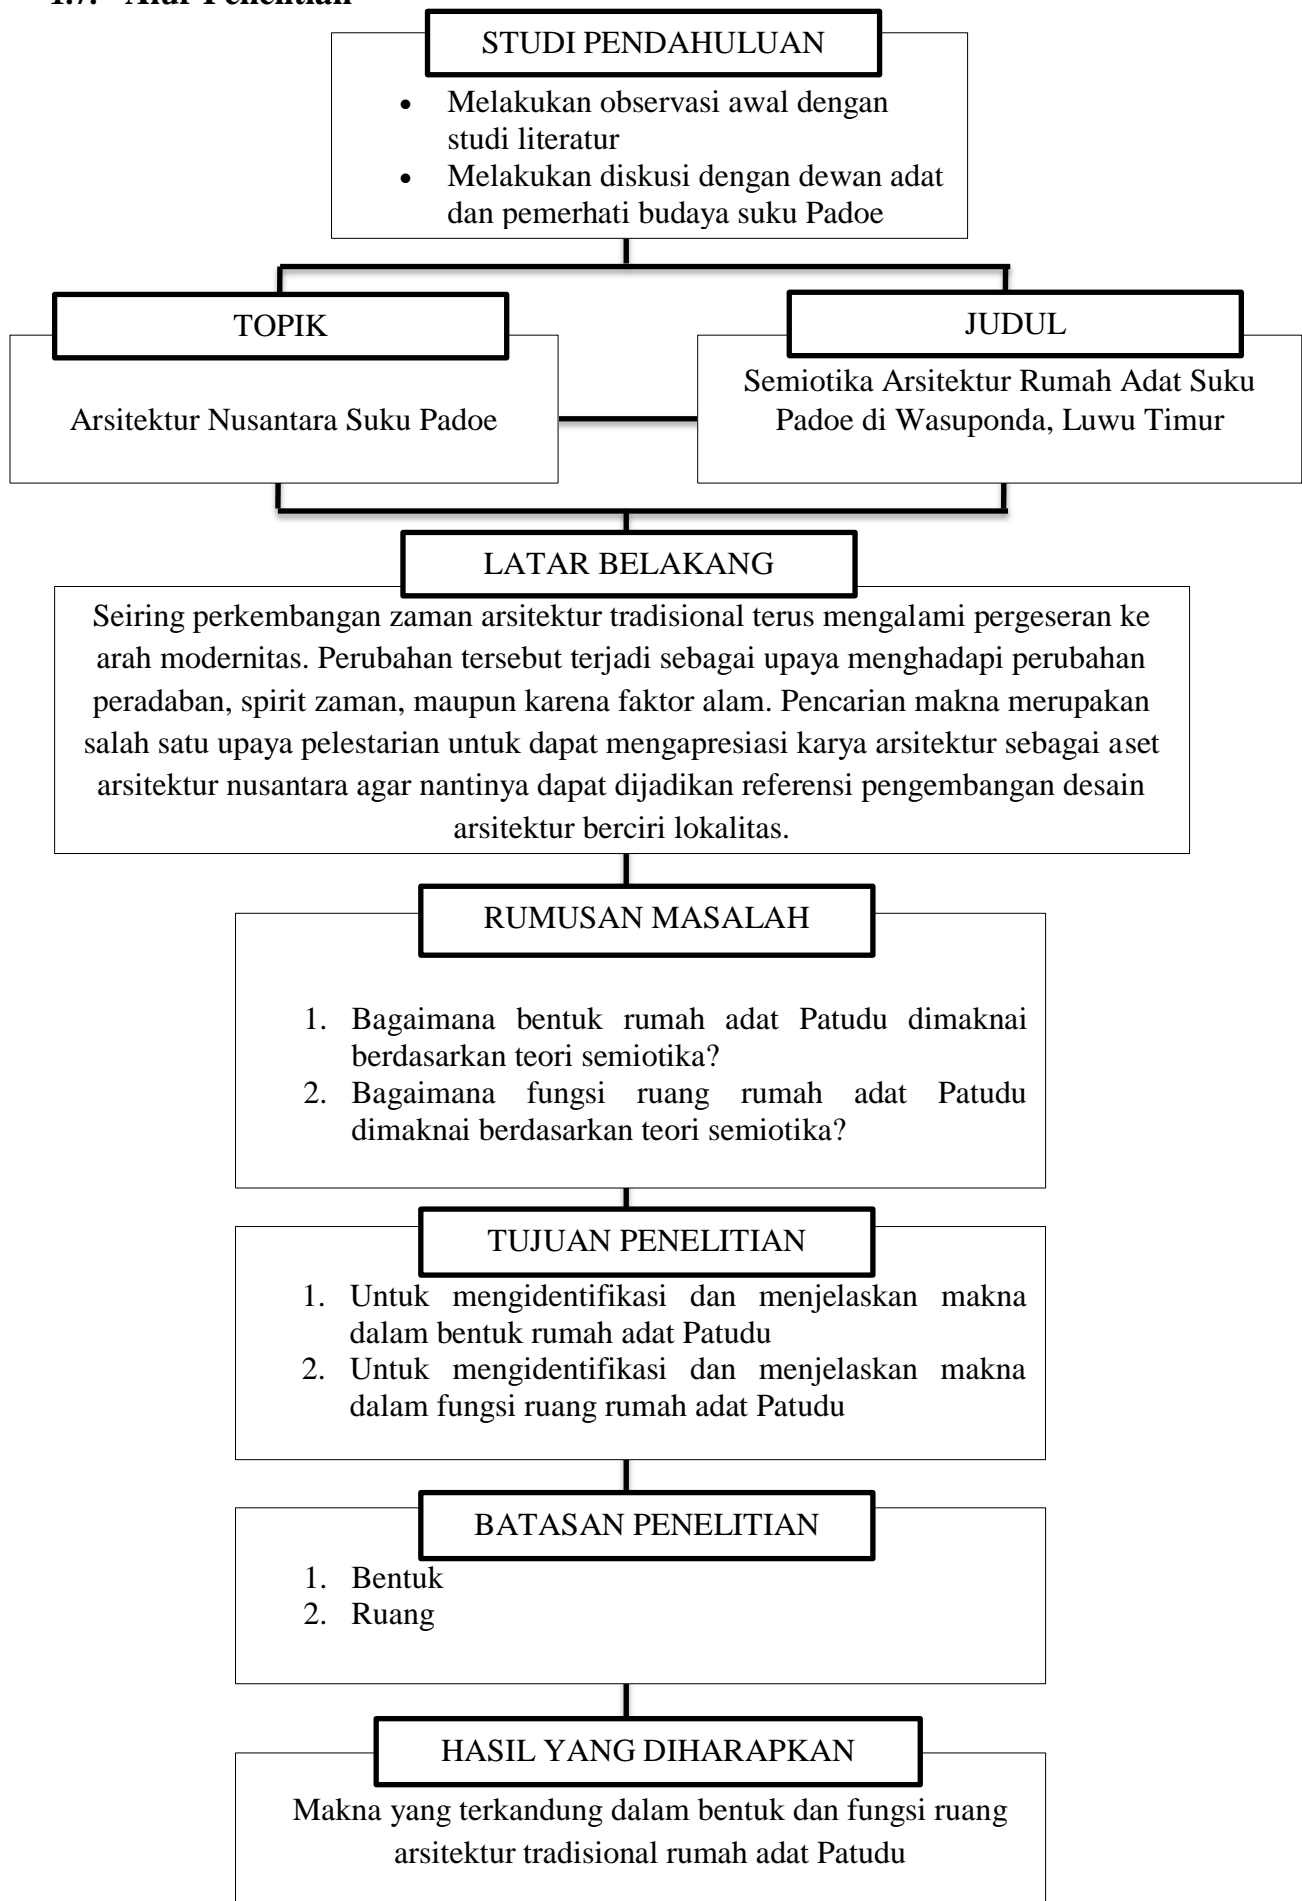 1.7. Alur Penelitian
STUDI PENDAHULUAN
• Melakukan observasi awal dengan
studi literatur
• Melakukan diskusi dengan dewan adat
dan pemerhati budaya suku Padoe
TOPIK
Arsitektur Nusantara Suku Padoe
JUDUL
Semiotika Arsitektur Rumah Adat Suku
Padoe di Wasuponda, Luwu Timur
LATAR BELAKANG
Seiring perkembangan zaman arsitektur tradisional terus mengalami pergeseran ke
arah modernitas. Perubahan tersebut terjadi sebagai upaya menghadapi perubahan
peradaban, spirit zaman, maupun karena faktor alam. Pencarian makna merupakan
salah satu upaya pelestarian untuk dapat mengapresiasi karya arsitektur sebagai aset
arsitektur nusantara agar nantinya dapat dijadikan referensi pengembangan desain
arsitektur berciri lokalitas.
RUMUSAN MASALAH
1. Bagaimana bentuk rumah adat Patudu dimaknai
berdasarkan teori semiotika?
2. Bagaimana fungsi ruang rumah adat Patudu
dimaknai berdasarkan teori semiotika?
TUJUAN PENELITIAN
1. Untuk mengidentifikasi dan menjelaskan makna
dalam bentuk rumah adat Patudu
2. Untuk mengidentifikasi dan menjelaskan makna
dalam fungsi ruang rumah adat Patudu
BATASAN PENELITIAN
1. Bentuk
2. Ruang
HASIL YANG DIHARAPKAN
Makna yang terkandung dalam bentuk dan fungsi ruang
arsitektur tradisional rumah adat Patudu